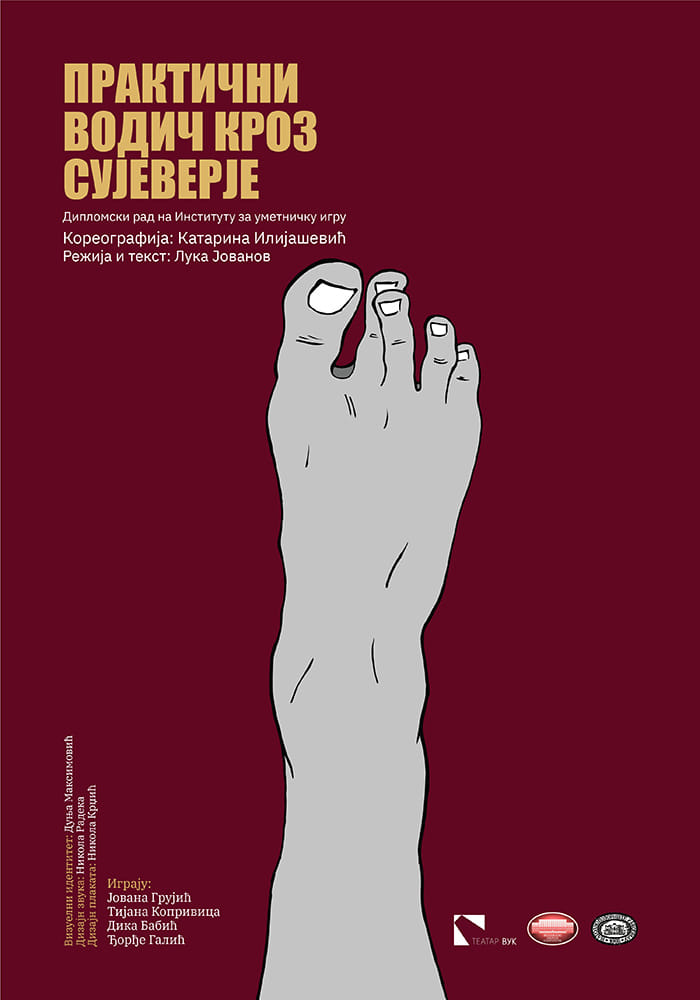 ПРАКТИЧНИ
ВОДИЧ КРОЗ
СУЈЕВЕРЈЕ
Дипломски рад на Институту за уметничку игру
Кореографија: Катарина Илијашевић
Режија и текст: Лука Јованов
Визуелни идентитет: Дуња Максимовић
Дизајн звука: Никола Радека
Дизајн плаката: Никола Крџић
Играју:
Јована Грујић
Тијана Копривица
Дика Бабић
Ђорђе Галић
ТЕАТАР ВУК